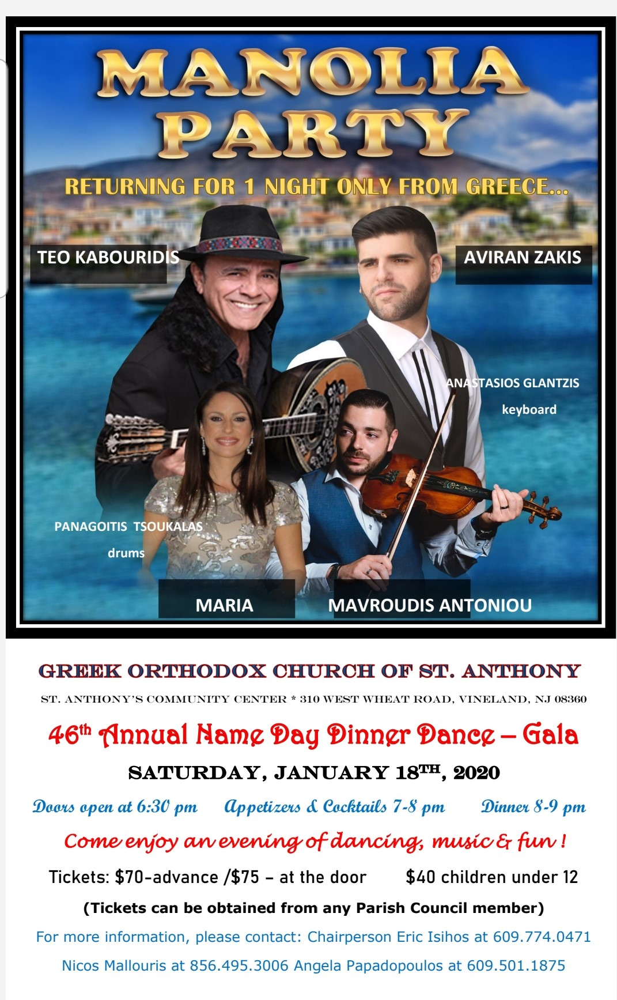 MANOLIA
PARTY
RETURNING FOR 1 NIGHT ONLY FROM GREECE...
TEO KABOURIDIS
AVIRAN ZAKIS
ANASTASIOS GLANTZIS
keyboard
PANAGOITIS TSOUKALAS
drums
MARIA
MAVROUDIS ANTONIOU
GREEK ORTHODOX CHURCH OF ST. ANTHONY
ST. ANTHONY'S COMMUNITY CENTER * 310 WEST WHEAT ROAD, VINELAND, NJ 08360
46th Annual Name Day Dinner Dance – Gala
SATURDAY, JANUARY 18TH, 2020
Doors open at 6:30 pm Appetizers & Cocktails 7-8 pm Dinner 8-9 pm
Come enjoy an evening of dancing, music & fun !
Tickets: $70-advance /$75 – at the door $40 children under 12
(Tickets can be obtained from any Parish Council member)
For more information, please contact: Chairperson Eric Isihos at 609.774.0471
Nicos Mallouris at 856.495.3006 Angela Papadopoulos at 609.501.1875